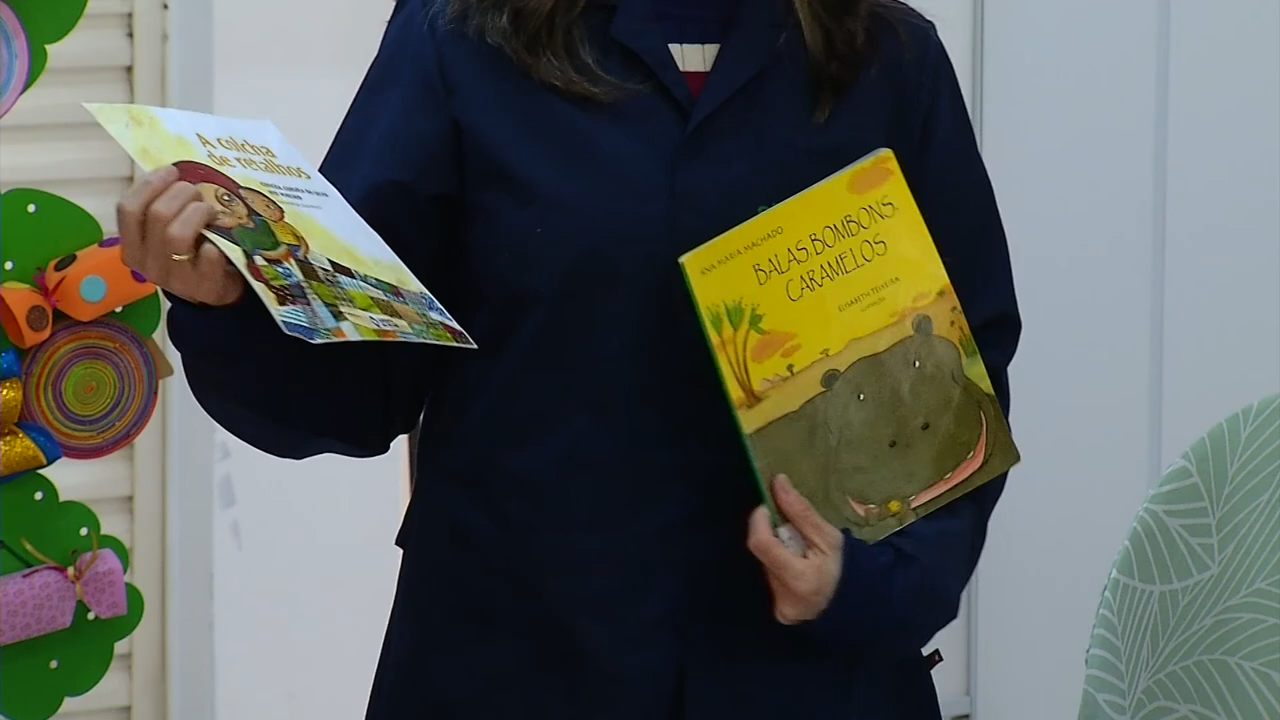 A colcha
de retalhos
ANA MARIA MACHADO
BALAS, BOMBONS,
CARAMELOS
ELISABETH TEIXEIRA